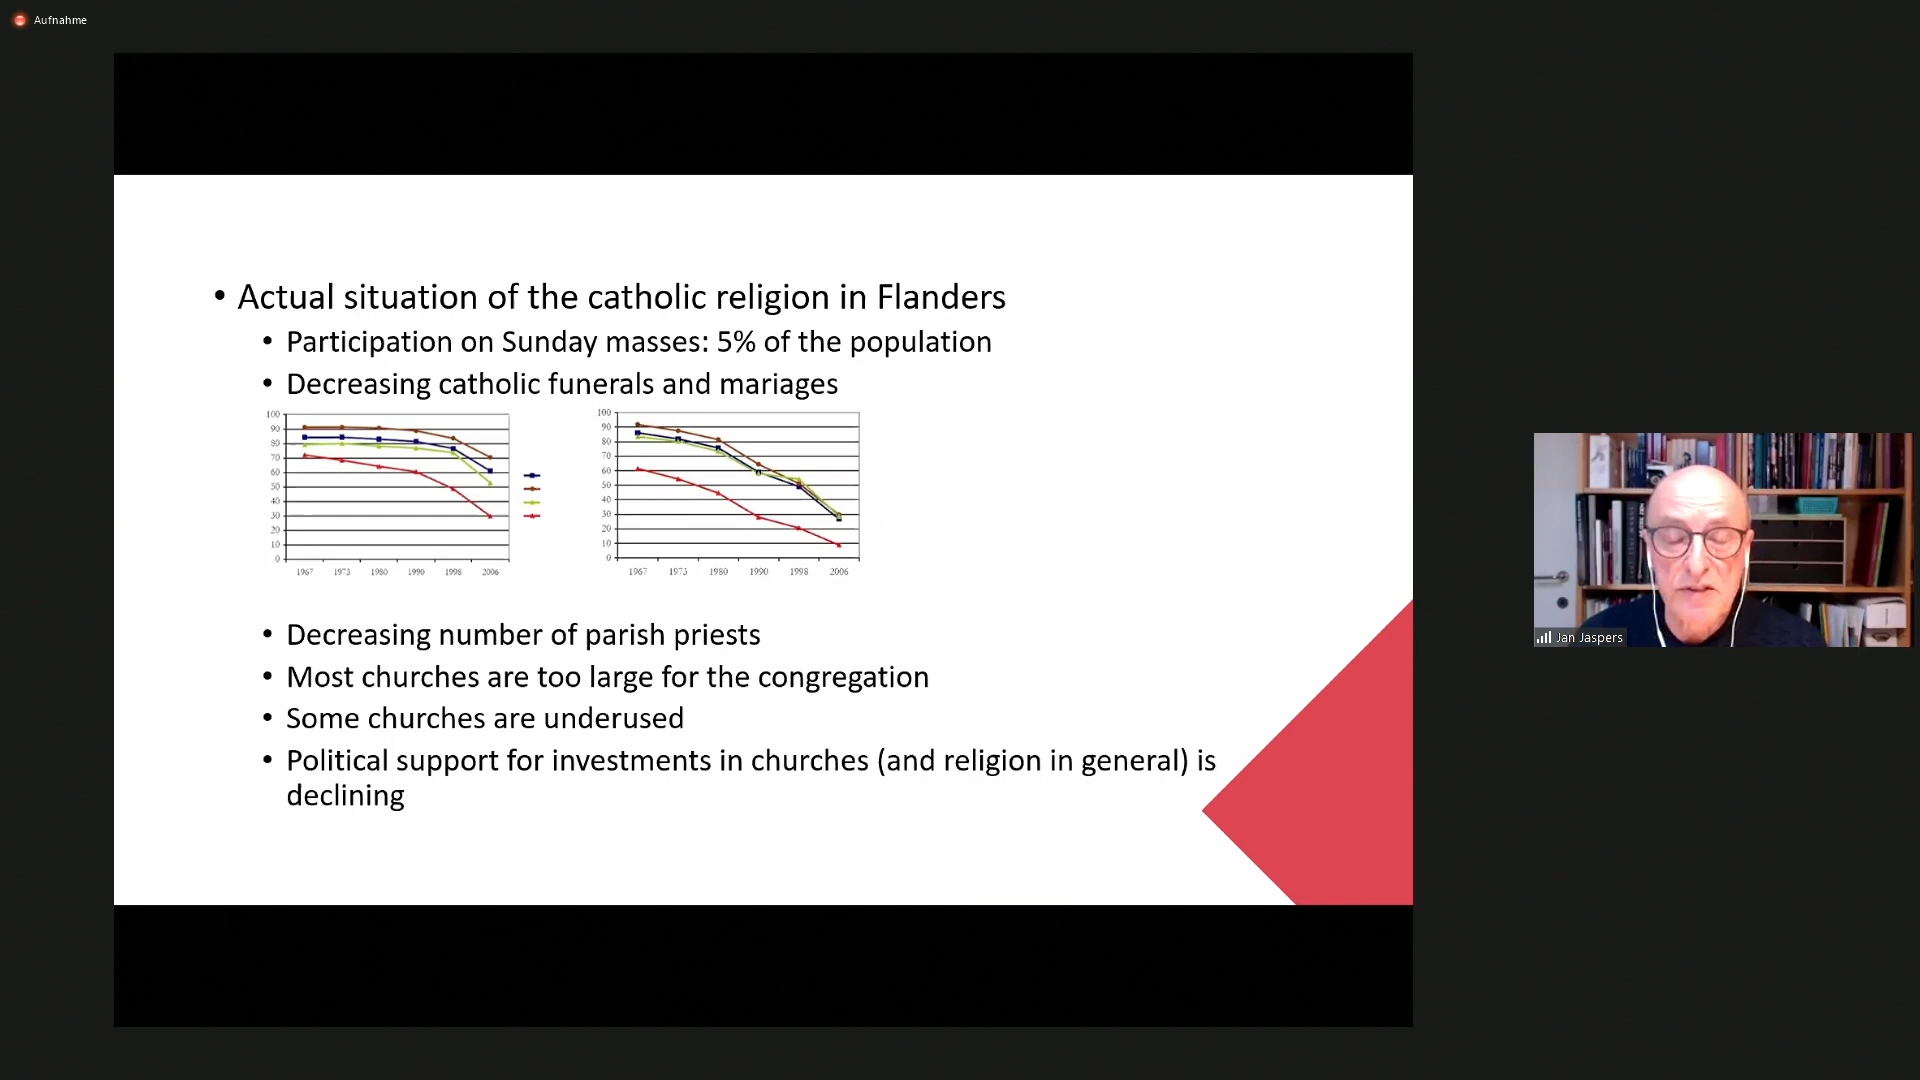 Aufnahme
• Actual situation of the catholic religion in Flanders
• Participation on Sunday masses: 5% of the population
• Decreasing catholic funerals and mariages
100
90
80
70
60
50
40
30
20
10
0
1967 1973 1980 1990 1998 2006
100
90
80
70
60
50
40
30
20
10
0
1967 1973 1980 1990 1998 2006
• Decreasing number of parish priests
• Most churches are too large for the congregation
• Some churches are underused
• Political support for investments in churches (and religion in general) is
declining
Jan Jaspers